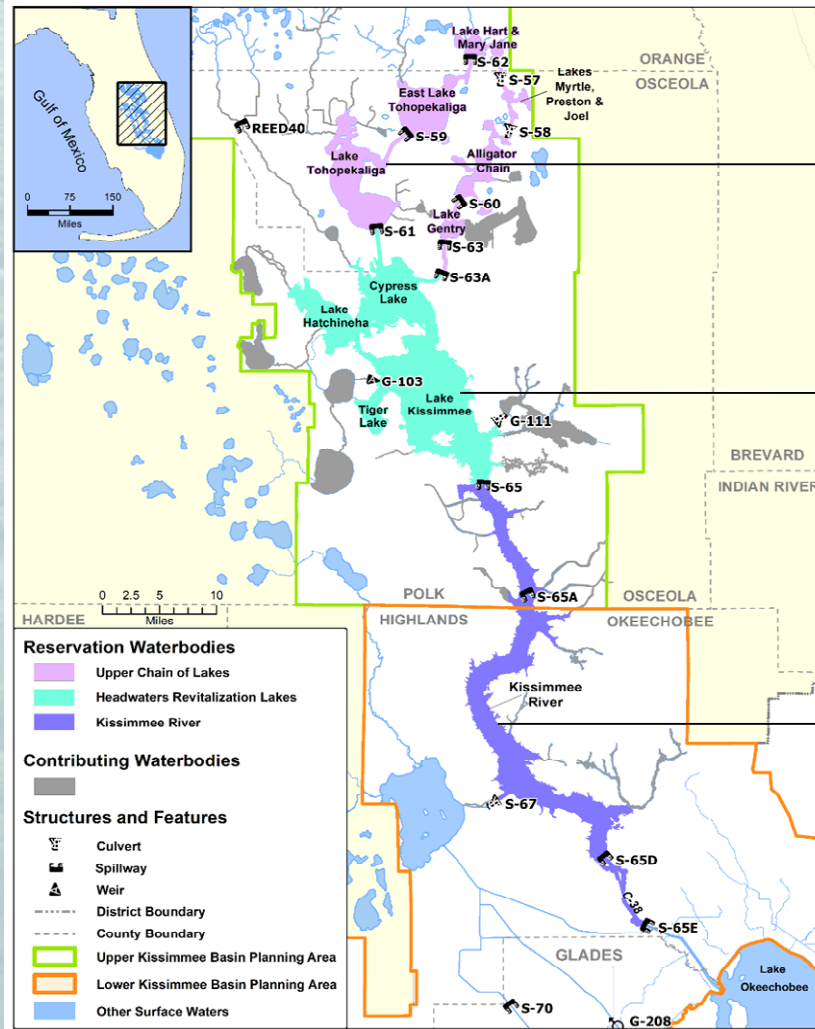 Gulf of Mexico
0 75 150
Miles
Lake Hart &
Mary Jane
S-62
ORANGE
OSCEOLA
S-57
Lakes
Myrtle,
Preston &
Joel
East Lake
Tohopekaliga
REED40
S-59
S-58
Lake
Tohopekaliga
Alligator
Chain
S-60
S-61
Lake
Gentry
S-63
S-63A
Cypress
Lake
Lake
Hatchineha
G-103
Lake
Kissimmee
Tiger
Lake
G-111
BREVARD
INDIAN RIVER
S-65
0 2.5 5 10
Miles
S-65A
POLK
OSCEOLA
HARDEE
HIGHLANDS
OKEECHOBEE
Kissimmee
River
S-67
S-65D
C-38
S-65E
GLADES
Lake
Okeechobee
S-70
G-208
Reservation Waterbodies
Upper Chain of Lakes
Headwaters Revitalization Lakes
Kissimmee River
Contributing Waterbodies
Structures and Features
Culvert
Spillway
Weir
District Boundary
County Boundary
Upper Kissimmee Basin Planning Area
Lower Kissimmee Basin Planning Area
Other Surface Waters